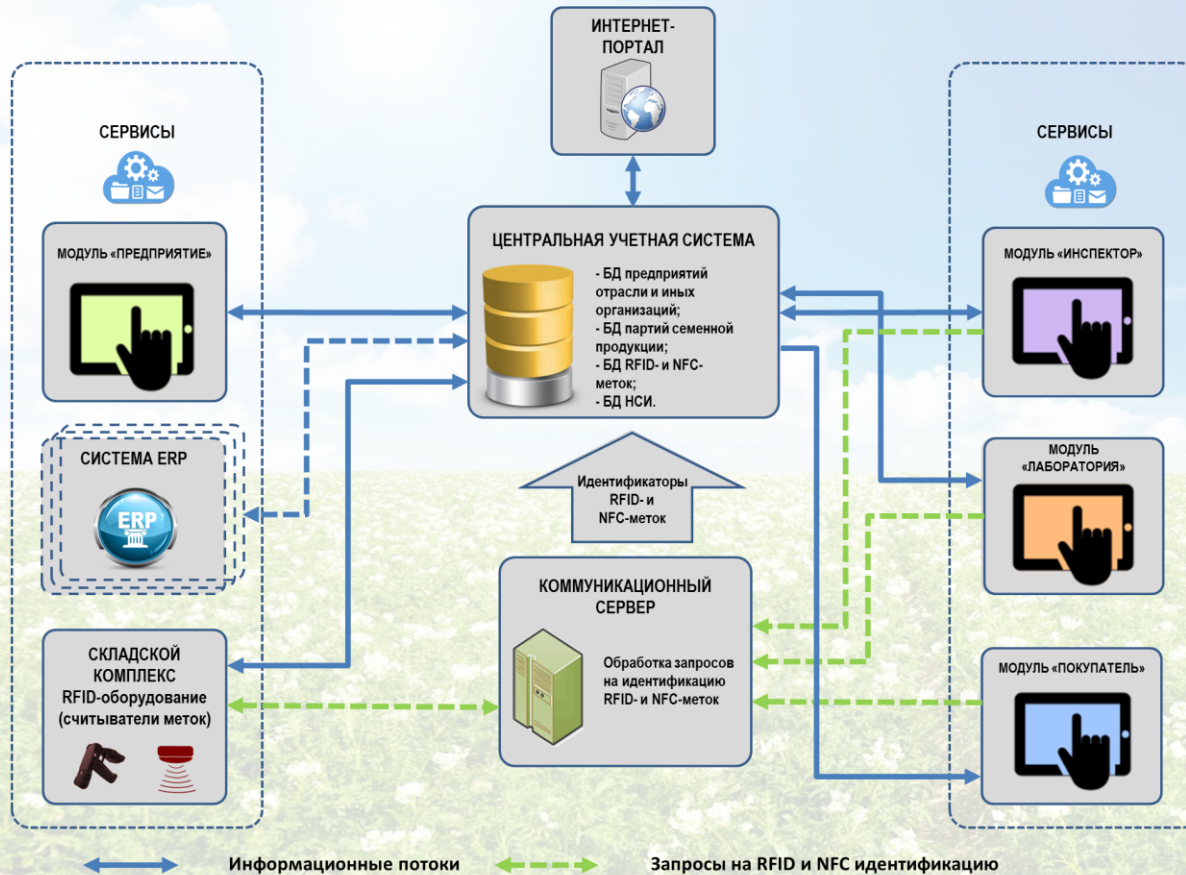 ИНТЕРНЕТ-
ПОРТАЛ
СЕРВИСЫ
МОДУЛЬ «ПРЕДПРИЯТИЕ»
СИСТЕМА ERP
ERP
СКЛАДСКОЙ
КОМПЛЕКС
RFID-оборудование
(считыватели меток)
ЦЕНТРАЛЬНАЯ УЧЕТНАЯ СИСТЕМА
- БД предприятий
отрасли и иных
организаций;
- БД партий семенной
продукции;
- БД RFID- и NFC-
меток;
- БД НСИ.
Идентификаторы
RFID- и
NFC-меток
КОММУНИКАЦИОННЫЙ
СЕРВЕР
Обработка запросов
на идентификацию
RFID- и NFC-меток
СЕРВИСЫ
МОДУЛЬ «ИНСПЕКТОР»
МОДУЛЬ
«ЛАБОРАТОРИЯ»
МОДУЛЬ «ПОКУПАТЕЛЬ»
Информационные потоки
Запросы на RFID и NFC идентификацию